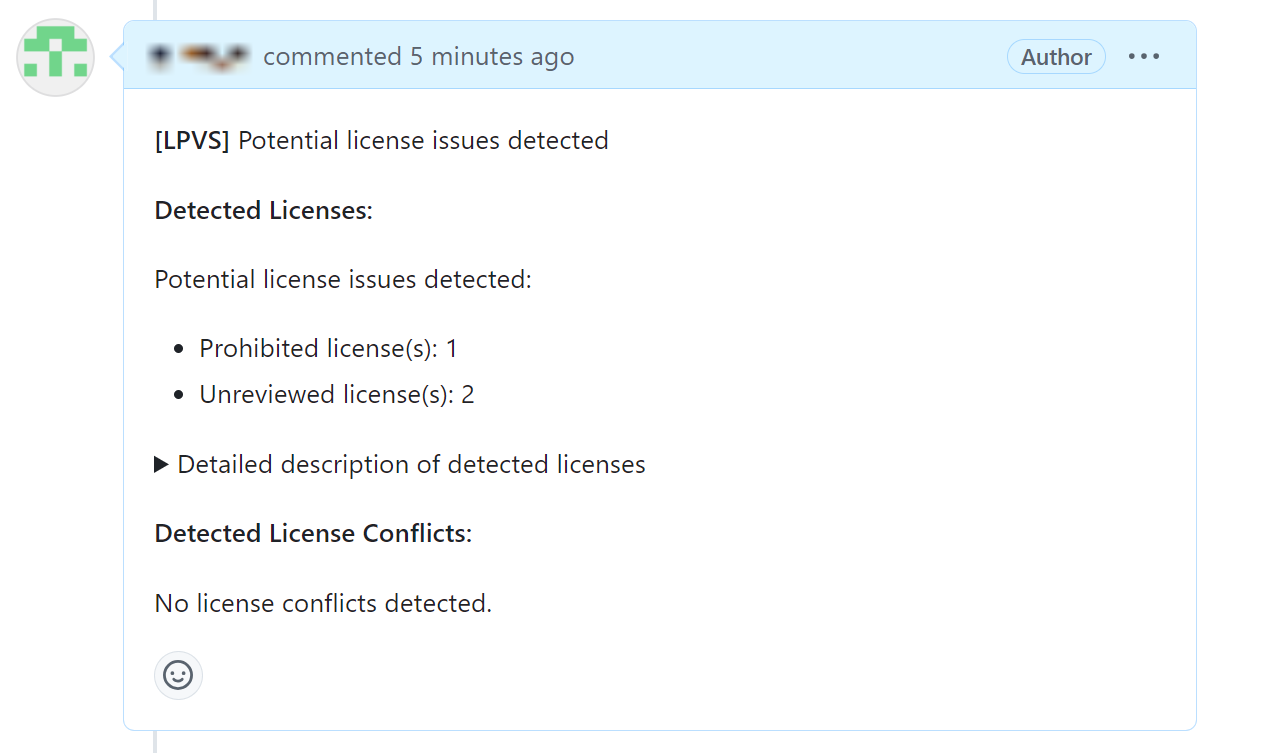 commented 5 minutes ago Author
[LPVS] Potential license issues detected
Detected Licenses:
Potential license issues detected:
Prohibited license(s): 1
Unreviewed license(s): 2
Detailed description of detected licenses
Detected License Conflicts:
No license conflicts detected.